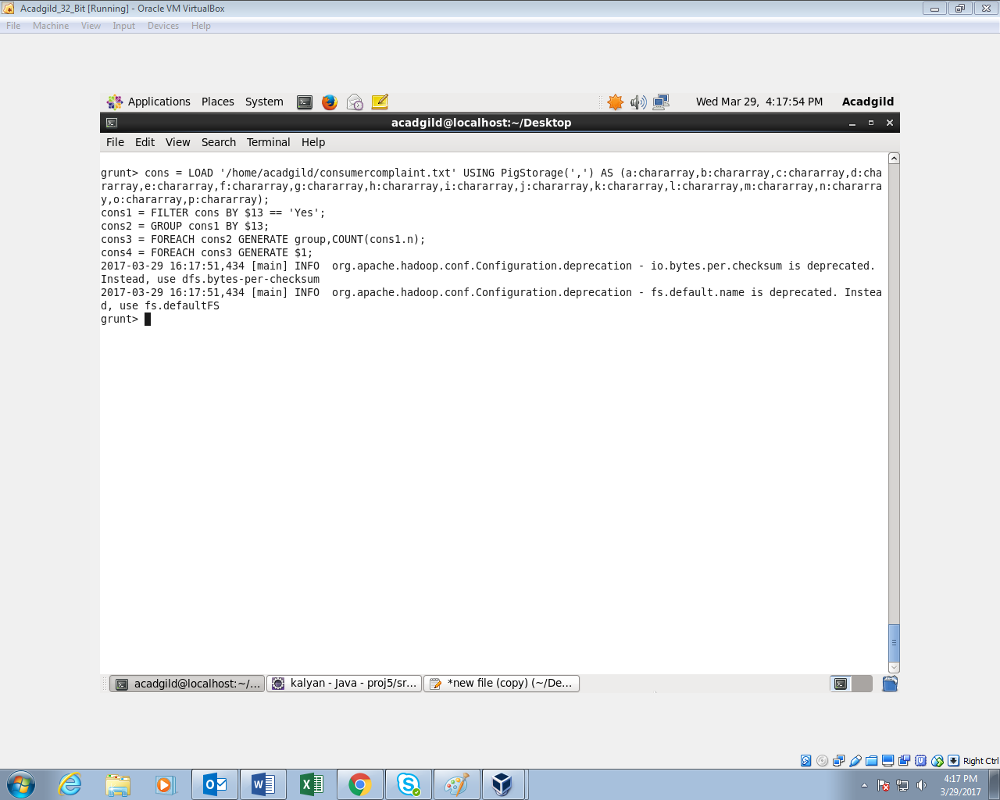 Acadgild_32_Bit [Running] - Oracle VM VirtualBox
File Machine View Input Devices Help
Applications Places System Wed Mar 29, 4:17:54 PM Acadgild
acadgild@localhost:~/Desktop
File Edit View Search Terminal Help
grunt> cons = LOAD '/home/acadgild/consumercomplaint.txt' USING PigStorage(',') AS (a:chararray,b:chararray,c:chararray,d:cha
rarray,e:chararray,f:chararray,g:chararray,h:chararray,i:chararray,j:chararray,k:chararray,l:chararray,m:chararray,n:chararra
y,o:chararray,p:chararray);
cons1 = FILTER cons BY $13 == 'Yes';
cons2 = GROUP cons1 BY $13;
cons3 = FOREACH cons2 GENERATE group,COUNT(cons1.n);
cons4 = FOREACH cons3 GENERATE $1;
2017-03-29 16:17:51,434 [main] INFO  org.apache.hadoop.conf.Configuration.deprecation - io.bytes.per.checksum is deprecated.
Instead, use dfs.bytes-per-checksum
2017-03-29 16:17:51,434 [main] INFO  org.apache.hadoop.conf.Configuration.deprecation - fs.default.name is deprecated. Instea
d, use fs.defaultFS
grunt>
acadgild@localhost:~/... kalyan - Java - proj5/sr... *new file (copy) (~/De...
Right Ctrl
4:17 PM
3/29/2017